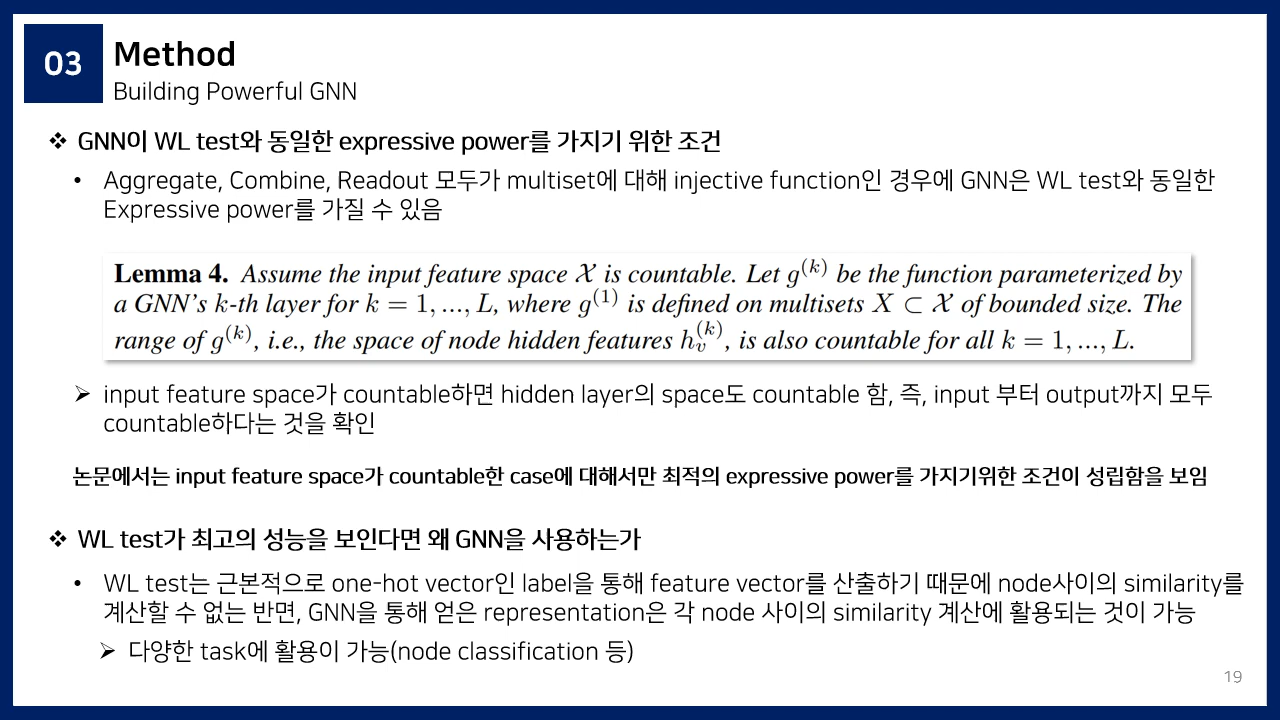 03
Method
Building Powerful GNN
❖ GNN이 WL test와 동일한 expressive power를 가지기 위한 조건
• Aggregate, Combine, Readout 모두가 multiset에 대해 injective function인 경우에 GNN은 WL test와 동일한
Expressive power를 가질 수 있음
Lemma 4. Assume the input feature space 𝒳 is countable. Let g^(k) be the function parameterized by
a GNN's k-th layer for k = 1, ..., L, where g^(1) is defined on multisets X ⊂ 𝒳 of bounded size. The
range of g^(k), i.e., the space of node hidden features h_v^(k), is also countable for all k = 1, ..., L.
➢ input feature space가 countable하면 hidden layer의 space도 countable 함, 즉, input 부터 output까지 모두
countable하다는 것을 확인
논문에서는 input feature space가 countable한 case에 대해서만 최적의 expressive power를 가지기위한 조건이 성립함을 보임
❖ WL test가 최고의 성능을 보인다면 왜 GNN을 사용하는가
• WL test는 근본적으로 one-hot vector인 label을 통해 feature vector를 산출하기 때문에 node사이의 similarity를
계산할 수 없는 반면, GNN을 통해 얻은 representation은 각 node 사이의 similarity 계산에 활용되는 것이 가능
➢ 다양한 task에 활용이 가능(node classification 등)
19